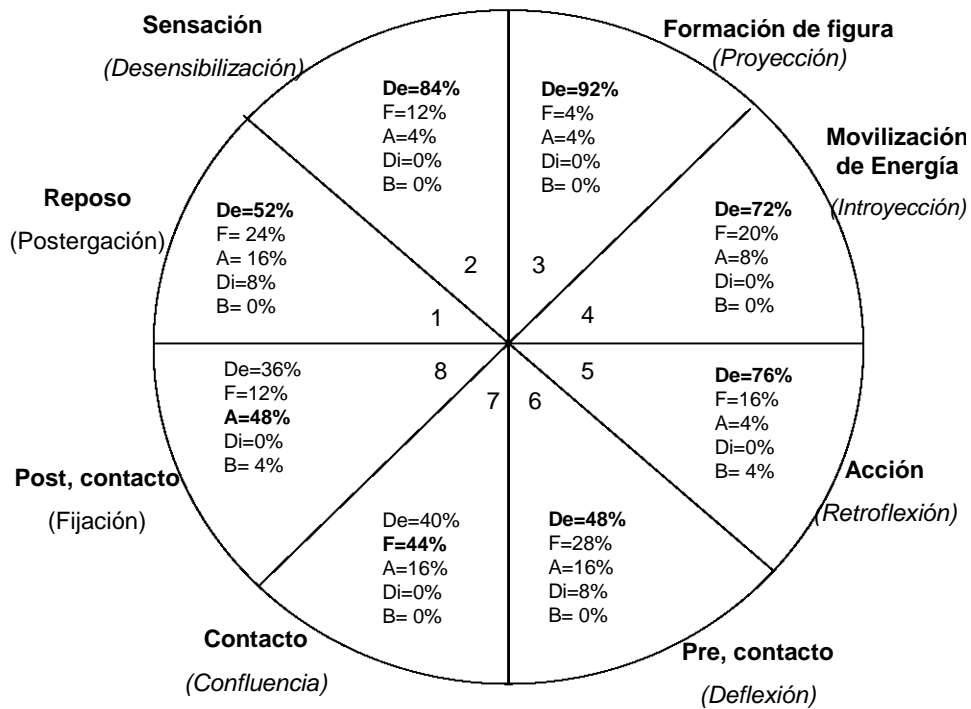 Sensación
(Desensibilización)
De=84%
F=12%
A=4%
Di=0%
B= 0%
2
Formación de figura
(Proyección)
De=92%
F=4%
A=4%
Di=0%
B= 0%
3
Movilización
de Energía
(Introyección)
De=72%
F=20%
A=8%
Di=0%
B= 0%
4
Reposo
(Postergación)
De=52%
F= 24%
A= 16%
Di=8%
B= 0%
1
De=36%
F=12%
A=48%
Di=0%
B= 4%
8
Post, contacto
(Fijación)
5
De=76%
F=16%
A=4%
Di=0%
B= 4%
Acción
(Retroflexión)
7
De=40%
F=44%
A=16%
Di=0%
B= 0%
Contacto
(Confluencia)
6
De=48%
F=28%
A=16%
Di=8%
B= 0%
Pre, contacto
(Deflexión)